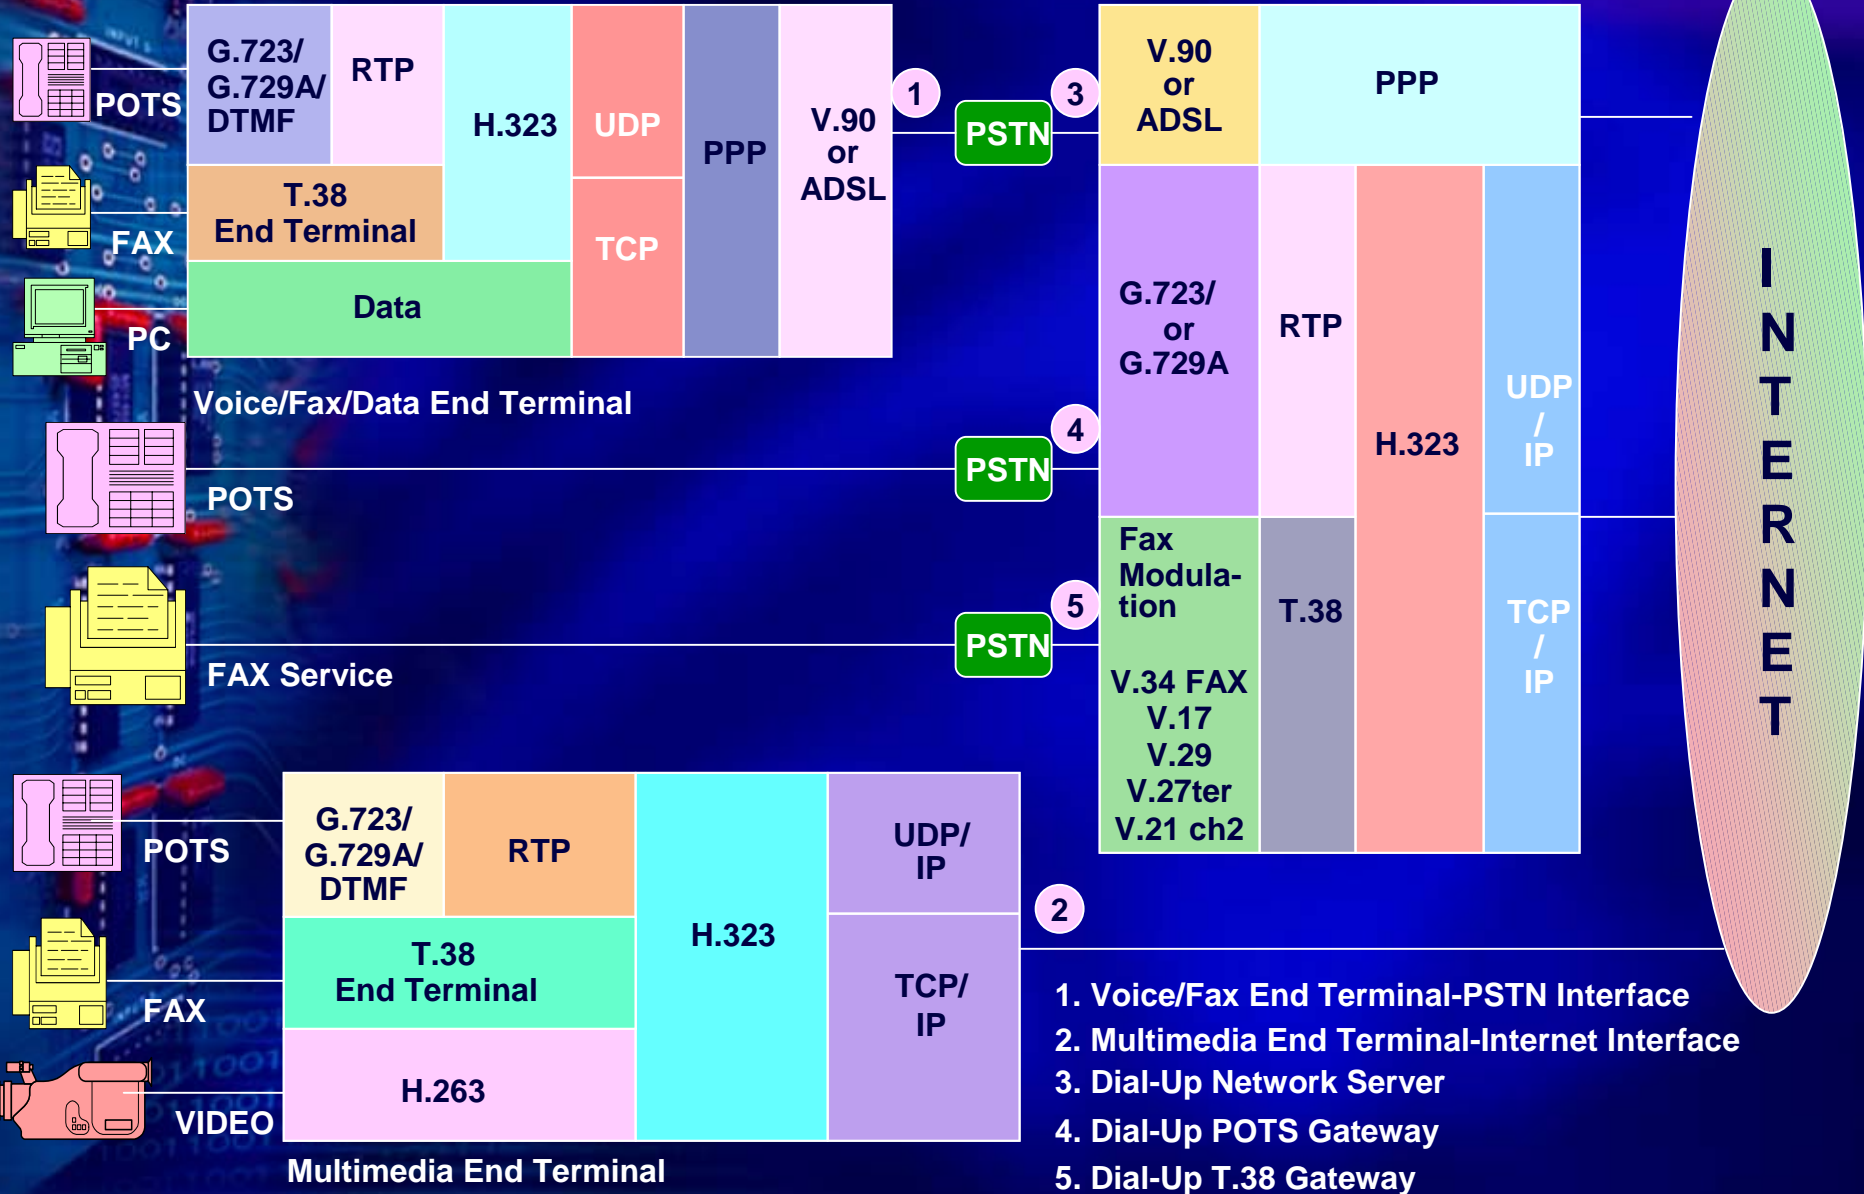 POTS
FAX
PC
G.723/
G.729A/
DTMF
RTP
T.38
End Terminal
Data
H.323
UDP
TCP
PPP
V.90
or
ADSL
Voice/Fax/Data End Terminal
1
PSTN
3
V.90
or
ADSL
PPP
POTS
PSTN
4
G.723/
or
G.729A
RTP
H.323
UDP
/
IP
FAX Service
PSTN
5
Fax
Modula-
tion
V.34 FAX
V.17
V.29
V.27ter
V.21 ch2
T.38
TCP
/
IP
I
N
T
E
R
N
E
T
POTS
FAX
VIDEO
G.723/
G.729A/
DTMF
RTP
T.38
End Terminal
H.263
H.323
UDP/
IP
TCP/
IP
2
Multimedia End Terminal
1. Voice/Fax End Terminal-PSTN Interface
2. Multimedia End Terminal-Internet Interface
3. Dial-Up Network Server
4. Dial-Up POTS Gateway
5. Dial-Up T.38 Gateway